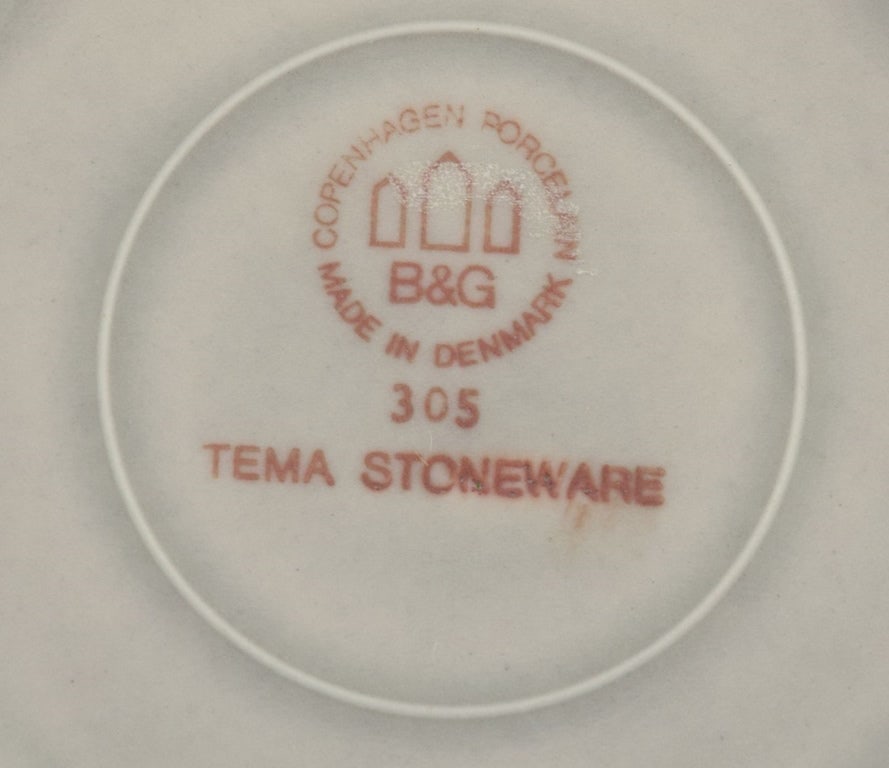 COPENHAGEN PORCELAIN
B&G
MADE IN DENMARK
305
TEMA STONEWARE